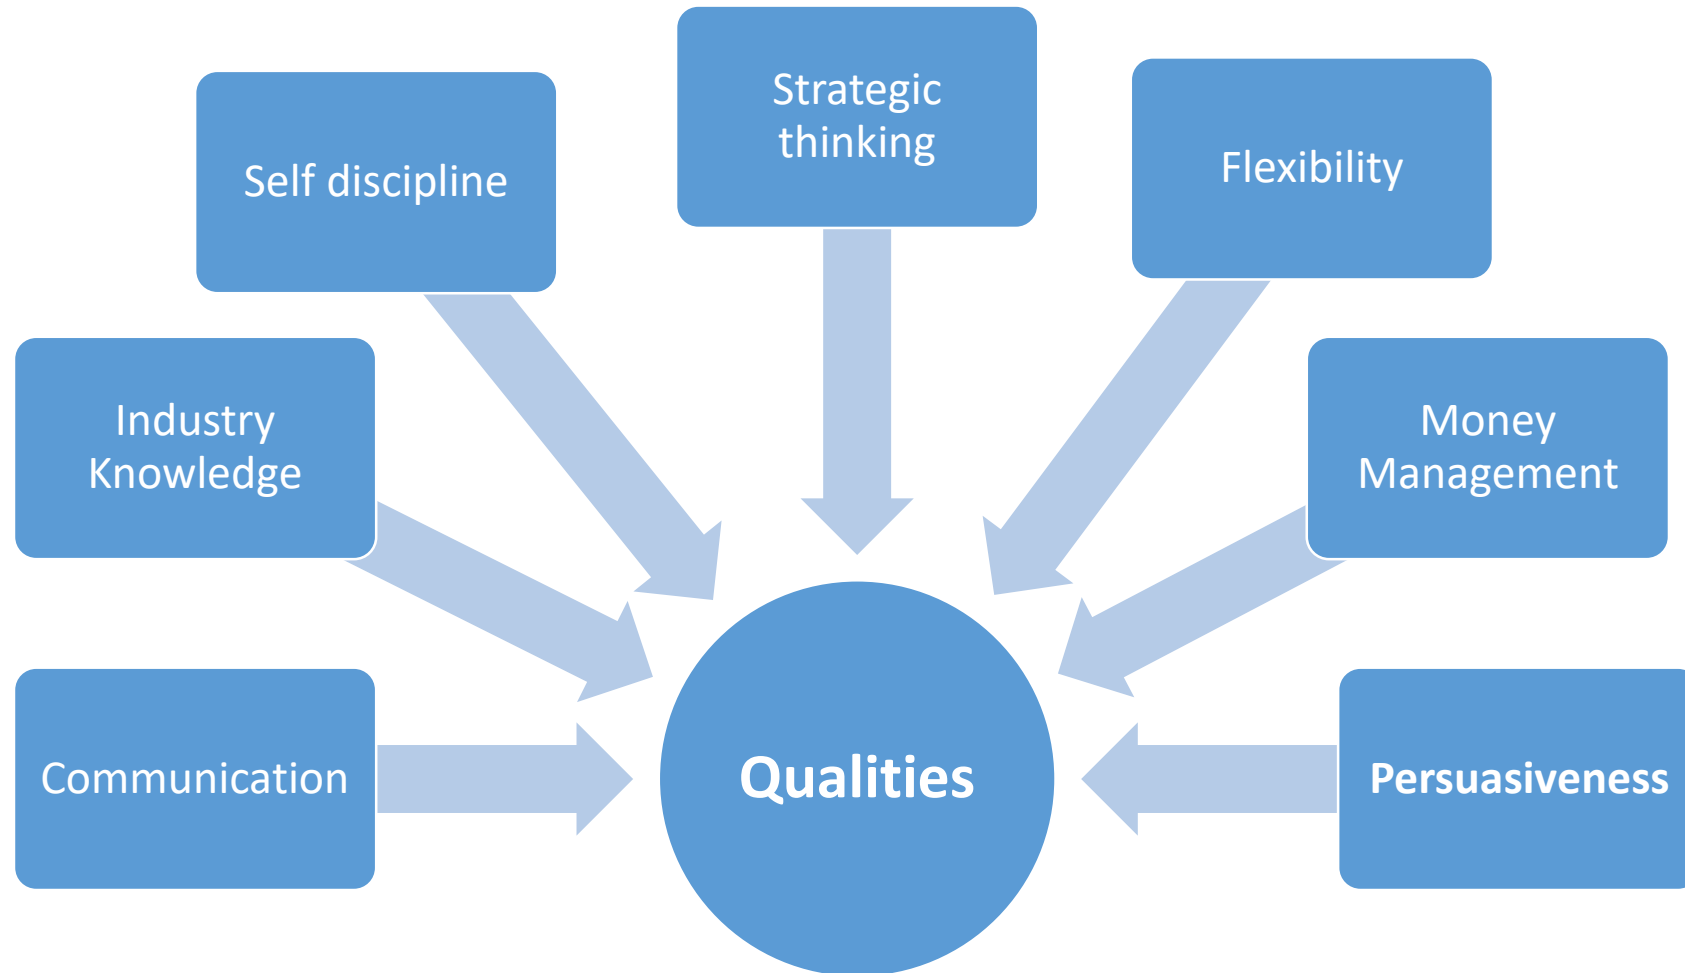 Strategic
thinking
Self discipline
Flexibility
Industry
Knowledge
Money
Management
Communication
Qualities
Persuasiveness